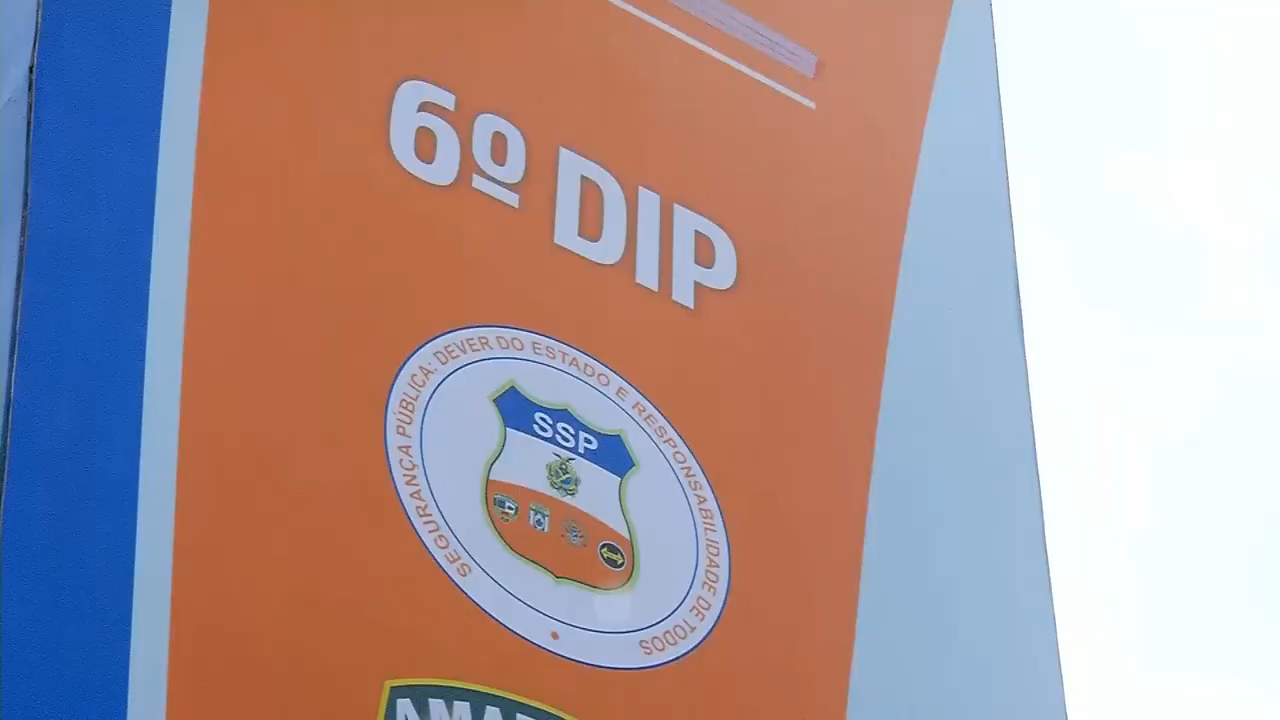 6º DIP
SEGURANÇA PÚBLICA: DEVER DO ESTADO E RESPONSABILIDADE DE TODOS
SSP